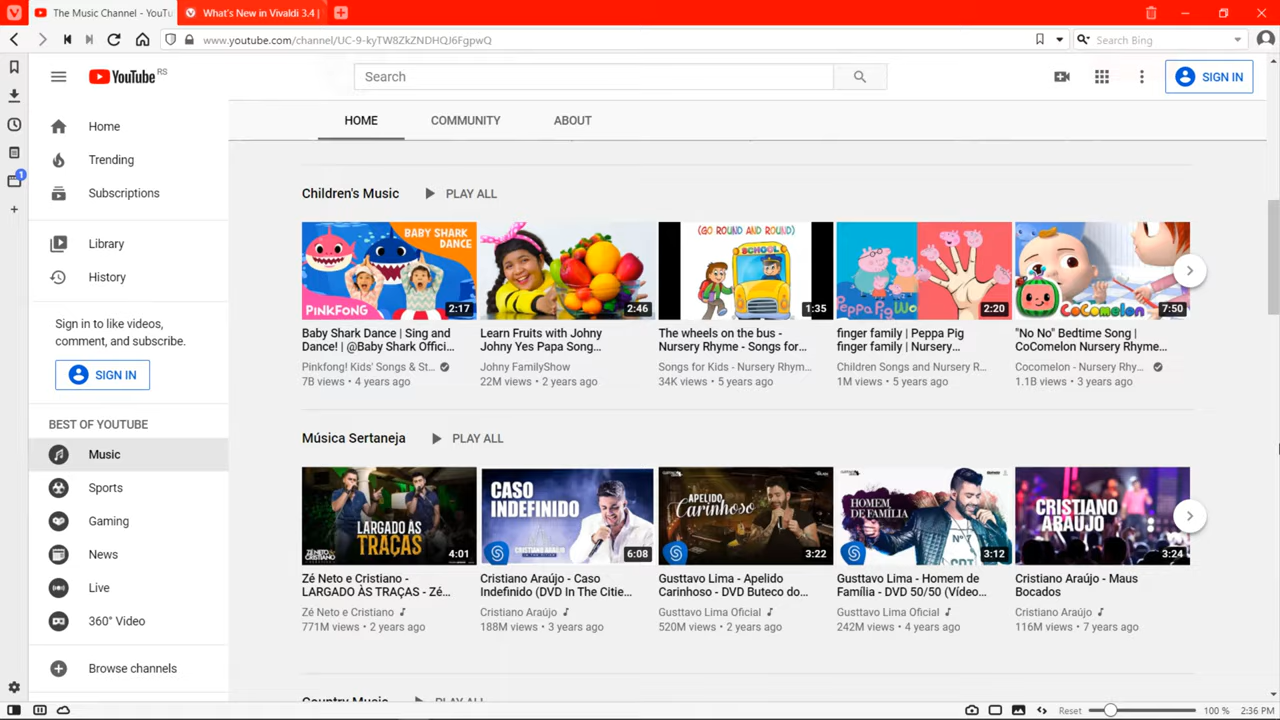 The Music Channel - YouTu
What's New in Vivaldi 3.4 |
www.youtube.com/channel/UC-9-kyTW8ZkZNDHQJ6FgpwQ
Search Bing
1
YouTube RS
Search
SIGN IN
HOME
COMMUNITY
ABOUT
Home
Trending
Subscriptions
Library
History
Sign in to like videos,
comment, and subscribe.
SIGN IN
BEST OF YOUTUBE
Music
Sports
Gaming
News
Live
360° Video
Browse channels
Children's Music
PLAY ALL
BABY SHARK
DANCE
PINKFONG
2:17
2:46
(GO ROUND AND ROUND)
SCHOOL
1:35
2:20
CoComelon
7:50
Baby Shark Dance | Sing and
Dance! | @Baby Shark Offici...
Pinkfong! Kids' Songs & St...
7B views • 4 years ago
Learn Fruits with Johny
Johny Yes Papa Song...
Johny FamilyShow
22M views • 2 years ago
The wheels on the bus -
Nursery Rhyme - Songs for...
Songs for Kids - Nursery Rhym...
34K views • 5 years ago
finger family | Peppa Pig
finger family | Nursery...
Children Songs and Nursery R...
1M views • 5 years ago
"No No" Bedtime Song |
CoComelon Nursery Rhyme...
Cocomelon - Nursery Rhy...
1.1B views • 3 years ago
Música Sertaneja
PLAY ALL
LARGADO ÀS
TRAÇAS
ZÉ NETO
CRISTIANO
4:01
CASO
INDEFINIDO
6:08
APELIDO
Carinhoso
3:22
HOMEM
DE FAMÍLIA
3:12
CRISTIANO
ARAUJO
3:24
Zé Neto e Cristiano -
LARGADO ÀS TRAÇAS - Zé...
Zé Neto e Cristiano
771M views • 2 years ago
Cristiano Araújo - Caso
Indefinido (DVD In The Citie...
Cristiano Araújo
188M views • 3 years ago
Gusttavo Lima - Apelido
Carinhoso - DVD Buteco do...
Gusttavo Lima Oficial
520M views • 2 years ago
Gusttavo Lima - Homem de
Família - DVD 50/50 (Vídeo...
Gusttavo Lima Oficial
242M views • 4 years ago
Cristiano Araújo - Maus
Bocados
Cristiano Araújo
116M views • 7 years ago
Country Music
PLAY ALL
Reset
100 %
2:36 PM